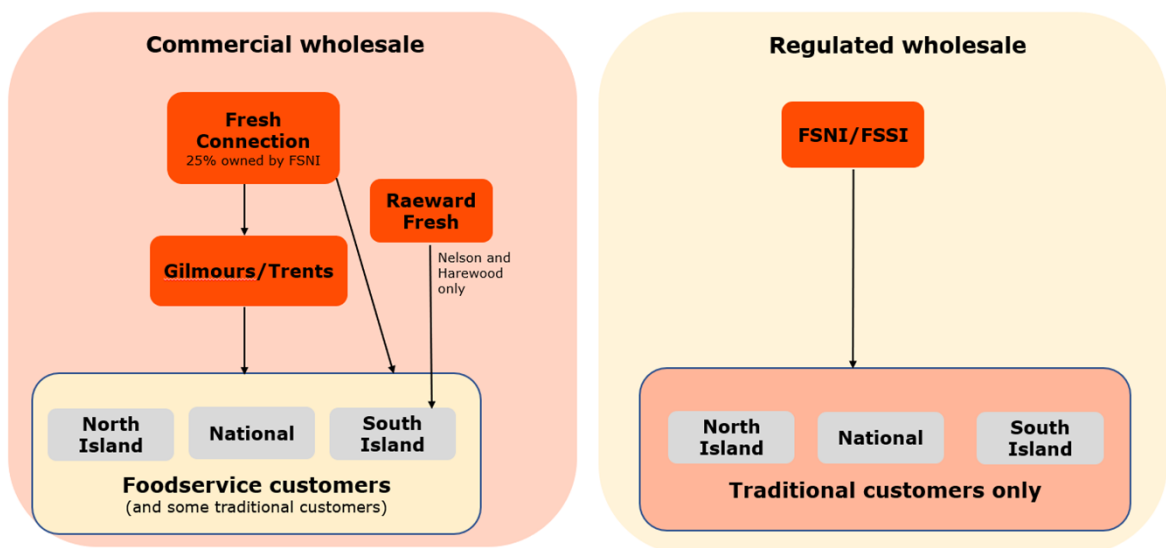 Commercial wholesale
Fresh
Connection
25% owned by FSNI
Raeward
Fresh
Nelson and
Harewood
only
Gilmours/Trents
North
Island
National
South
Island
Foodservice customers
(and some traditional customers)
Regulated wholesale
FSNI/FSSI
North
Island
National
South
Island
Traditional customers only